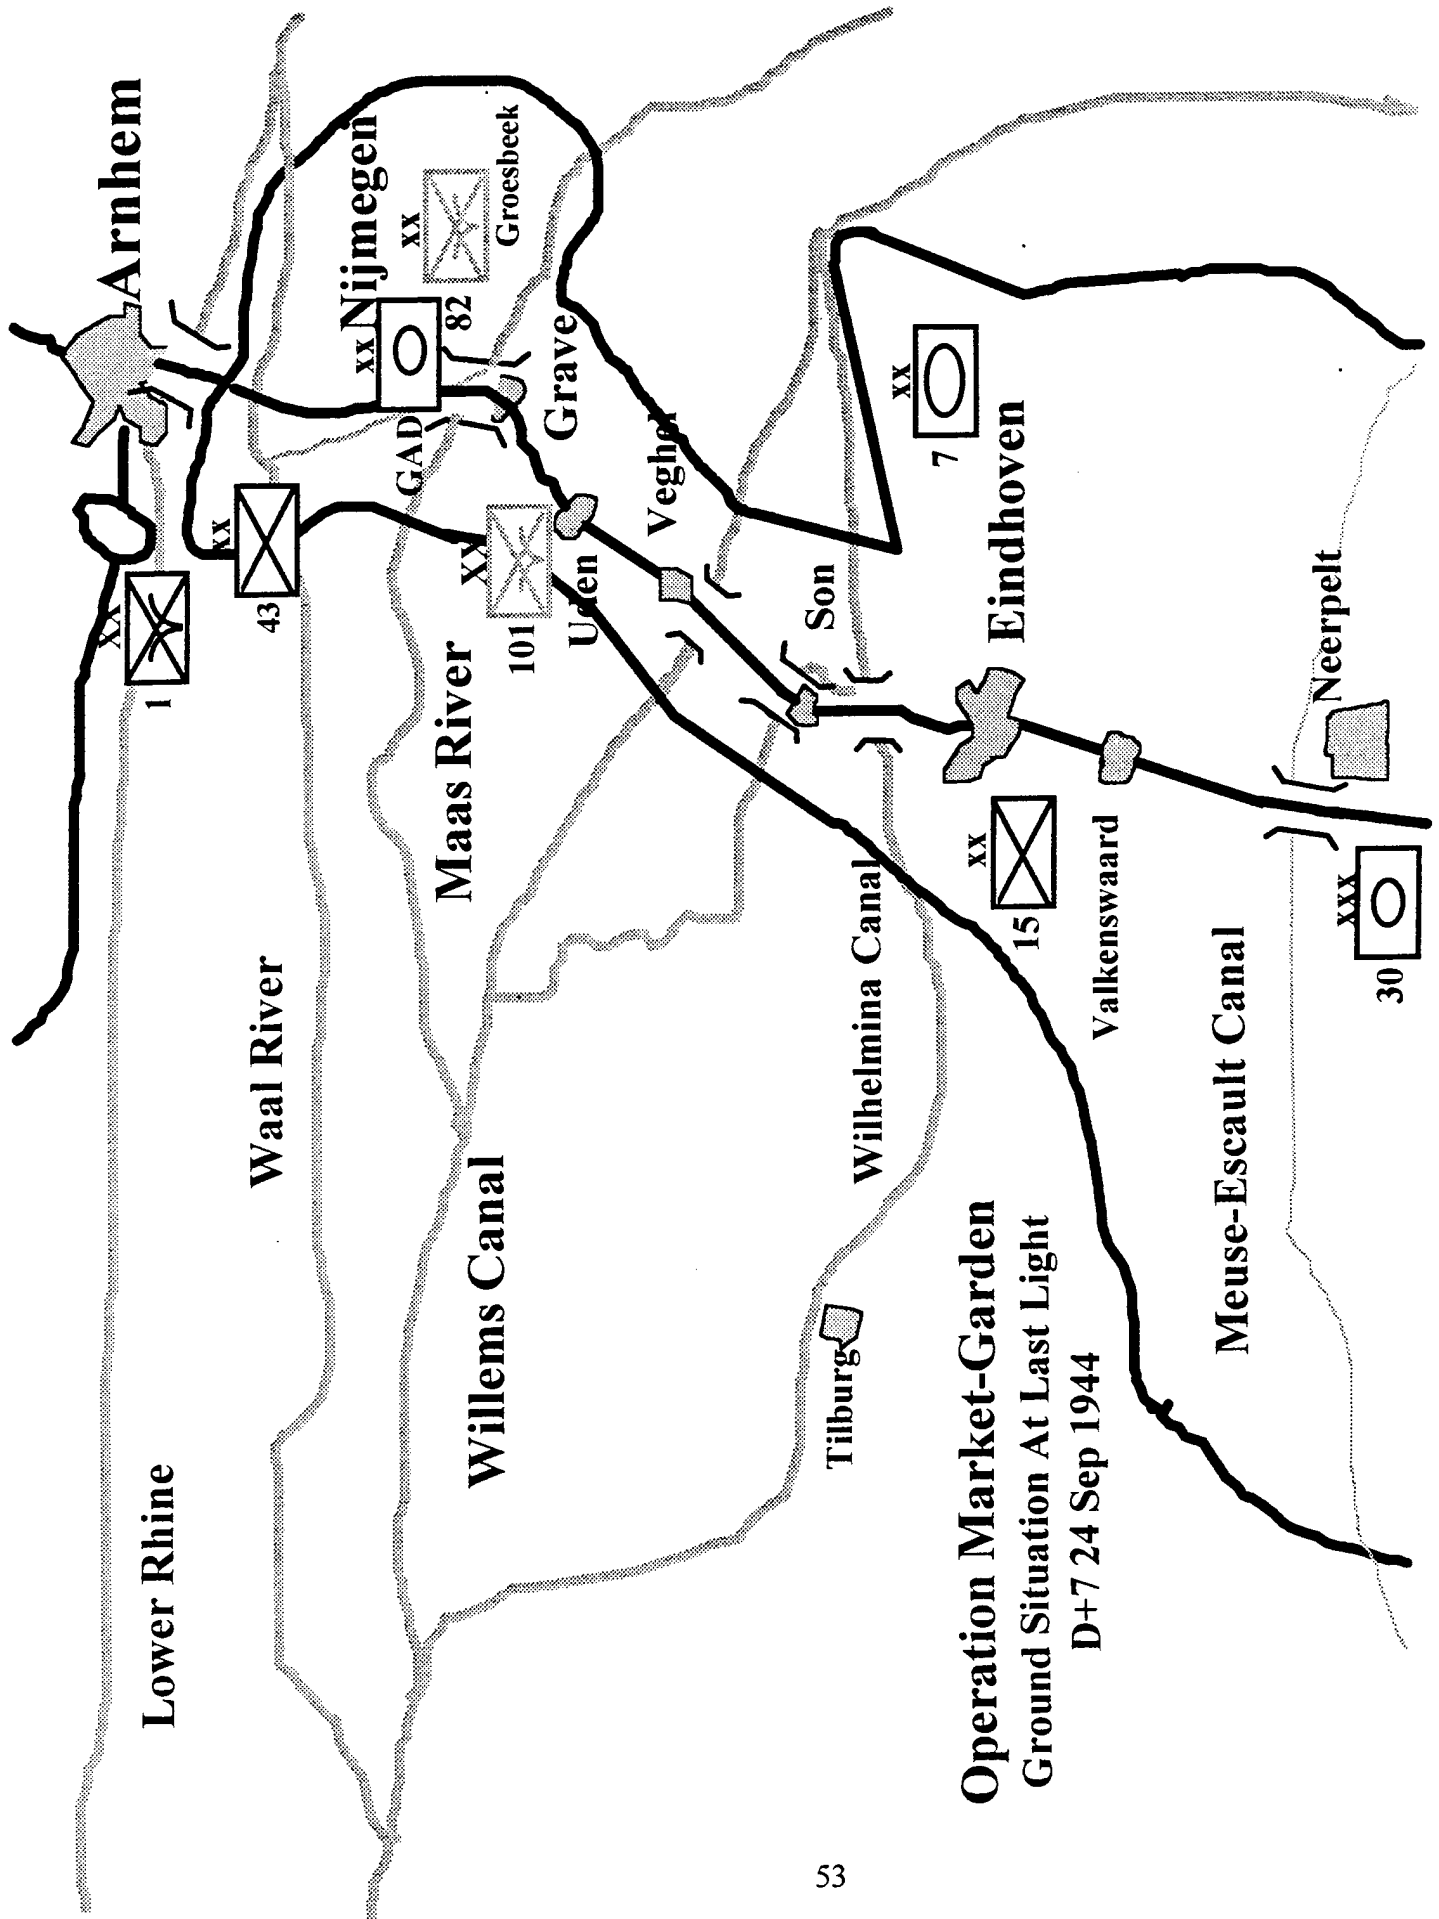 Arnhem
Nijmegen
xx
Groesbeek
82
xx
GAD
Grave
Lower Rhine
xx
1
xx
43
Waal River
Maas River
xx
101
Uden
Veghel
Willems Canal
Son
Wilhelmina Canal
Tilburg
xx
7
Eindhoven
xx
15
Valkenswaard
Neerpelt
xxx
30
Meuse-Escault Canal
Operation Market-Garden
Ground Situation At Last Light
D+7 24 Sep 1944
53